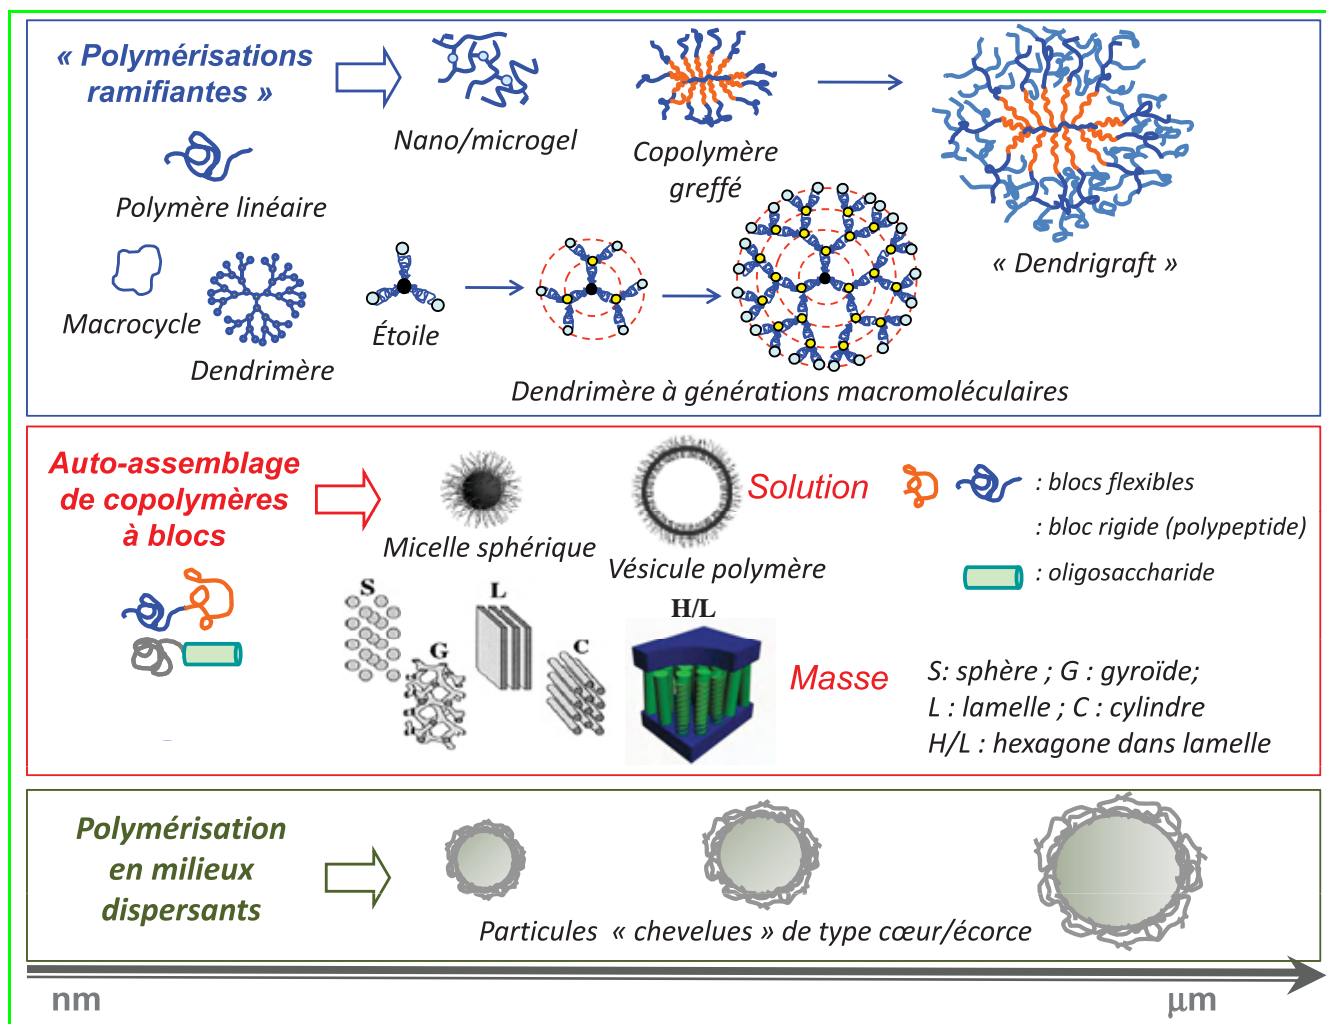 « Polymérisations
ramifiantes »
Nano/microgel
Copolymère
greffé
« Dendrigraft »
Polymère linéaire
Macrocycle
Dendrimère
Étoile
Dendrimère à générations macromoléculaires
Auto-assemblage
de copolymères
à blocs
Micelle sphérique
Vésicule polymère
Solution
: blocs flexibles
: bloc rigide (polypeptide)
: oligosaccharide
S
G
L
C
H/L
Masse
S: sphère ; G : gyroïde;
L : lamelle ; C : cylindre
H/L : hexagone dans lamelle
Polymérisation
en milieux
dispersants
Particules « chevelues » de type cœur/écorce
nm
μm